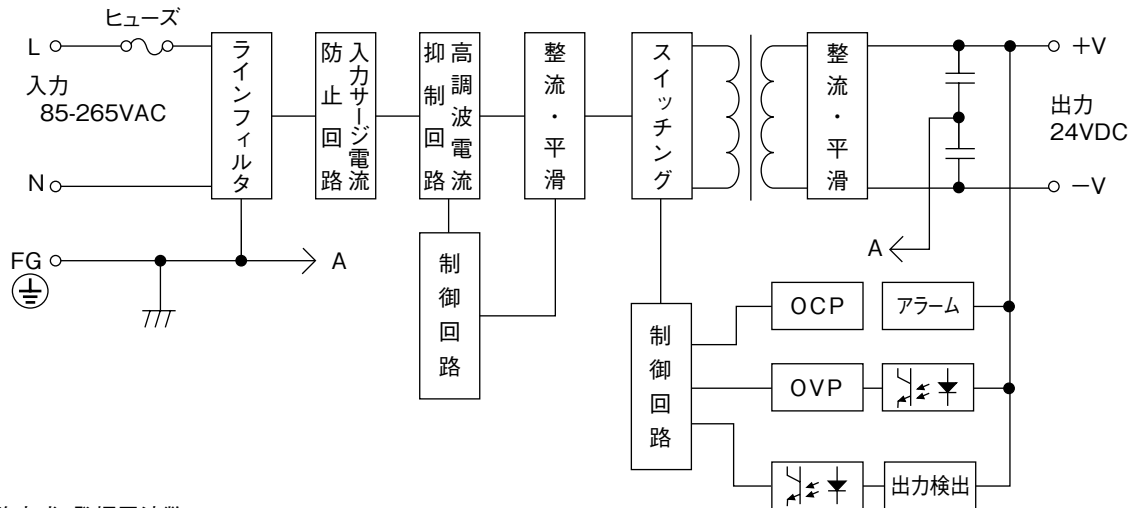 ヒューズ
L
入力
85-265VAC
N
FG
ラインフィルタ
入力サージ電流
防止回路
高調波電流
抑制回路
整流・平滑
スイッチング
整流・平滑
+V
出力
24VDC
−V
A
A
制御回路
制御回路
OCP
アラーム
OVP
出力検出